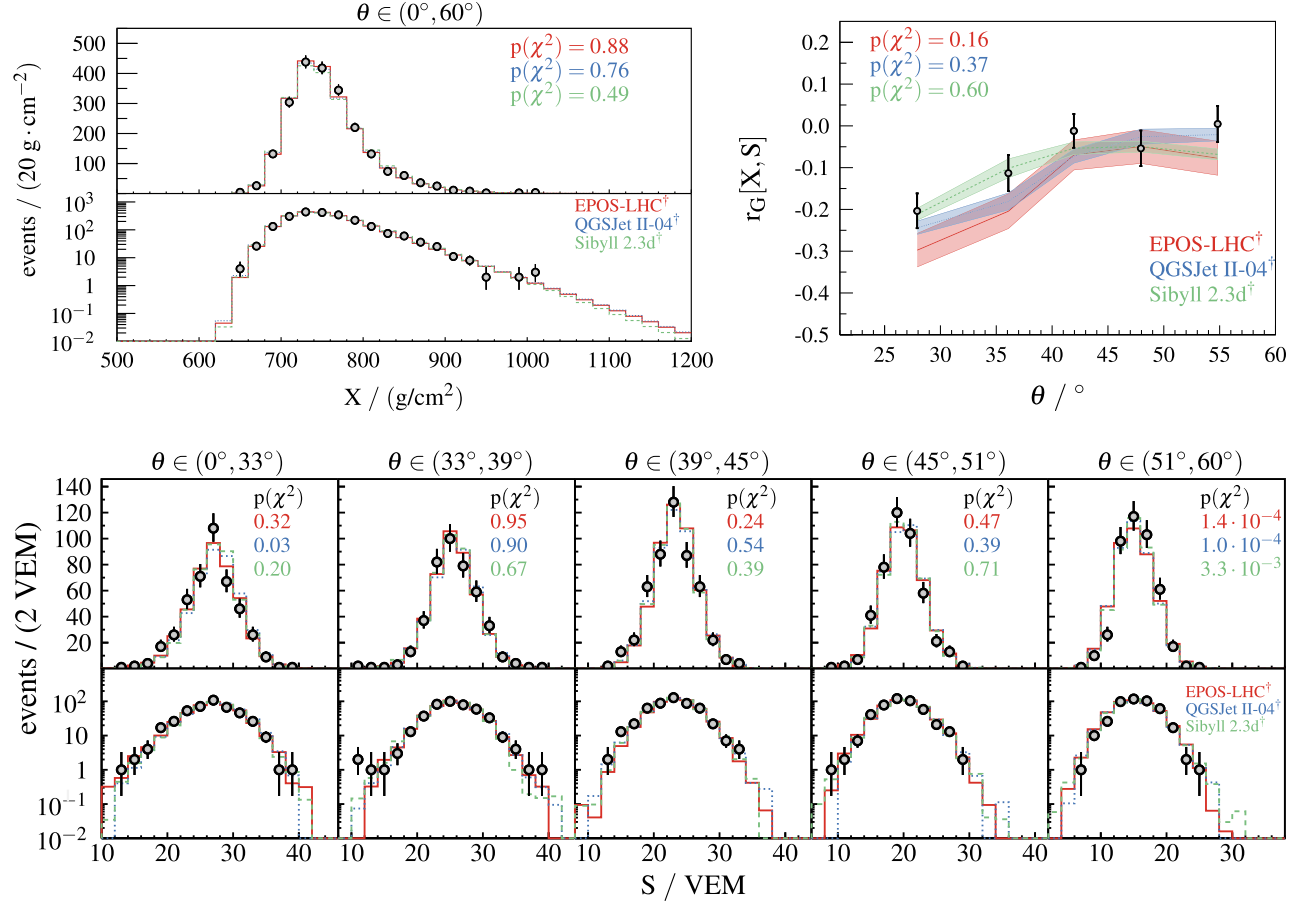 θ ∈ (0°, 60°)
p(χ²) = 0.88
p(χ²) = 0.76
p(χ²) = 0.49
500
400
300
200
100
10³
10²
10
1
10⁻¹
10⁻²
events / (20 g · cm⁻²)
EPOS-LHC†
QGSJet II-04†
Sibyll 2.3d†
500 600 700 800 900 1000 1100 1200
X / (g/cm²)
p(χ²) = 0.16
p(χ²) = 0.37
p(χ²) = 0.60
0.2
0.1
0.0
-0.1
-0.2
-0.3
-0.4
-0.5
r_G[X, S]
EPOS-LHC†
QGSJet II-04†
Sibyll 2.3d†
25 30 35 40 45 50 55 60
θ / °
θ ∈ (0°, 33°) θ ∈ (33°, 39°) θ ∈ (39°, 45°) θ ∈ (45°, 51°) θ ∈ (51°, 60°)
p(χ²) p(χ²) p(χ²) p(χ²) p(χ²)
0.32 0.95 0.24 0.47 1.4 · 10⁻⁴
0.03 0.90 0.54 0.39 1.0 · 10⁻⁴
0.20 0.67 0.39 0.71 3.3 · 10⁻³
140
120
100
80
60
40
20
10²
10
1
10⁻¹
10⁻²
events / (2 VEM)
EPOS-LHC†
QGSJet II-04†
Sibyll 2.3d†
10 20 30 40 20 30 40 10 20 30 40 10 20 30 40 10 20 30
S / VEM